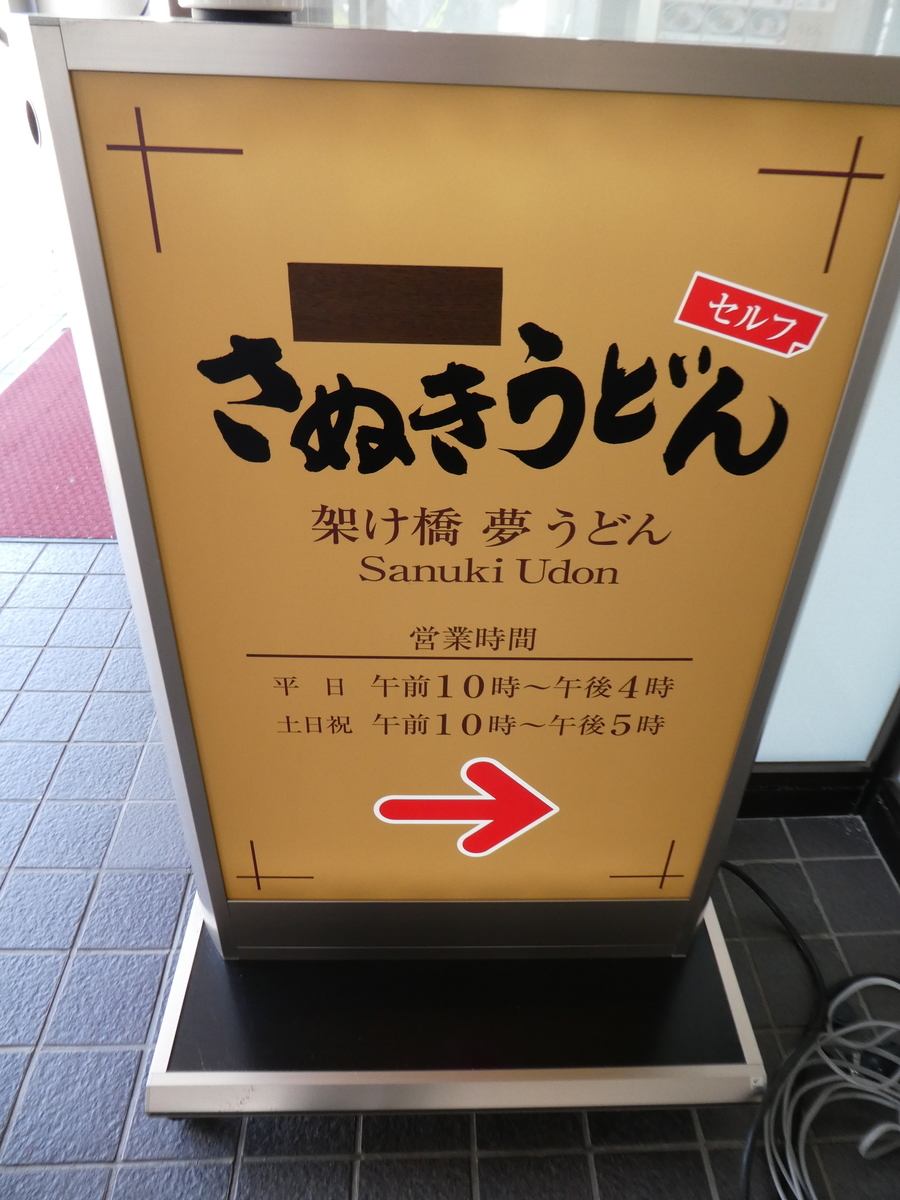 セルフ
さぬきうどん
架け橋 夢 うどん
Sanuki Udon
営業時間
平 日 午前10時～午後4時
土日祝 午前10時～午後5時